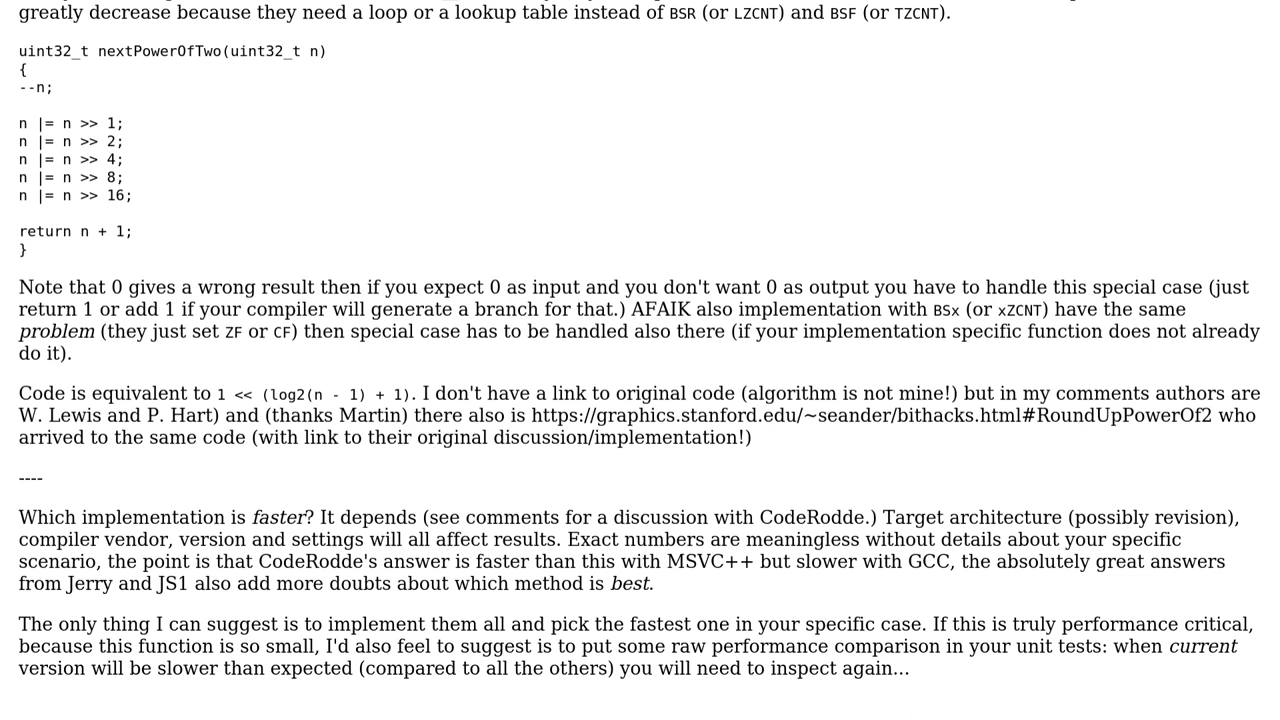 greatly decrease because they need a loop or a lookup table instead of BSR (or LZCNT) and BSF (or TZCNT).
uint32_t nextPowerOfTwo(uint32_t n)
{
--n;
n |= n >> 1;
n |= n >> 2;
n |= n >> 4;
n |= n >> 8;
n |= n >> 16;
return n + 1;
}
Note that 0 gives a wrong result then if you expect 0 as input and you don't want 0 as output you have to handle this special case (just
return 1 or add 1 if your compiler will generate a branch for that.) AFAIK also implementation with BSx (or xZCNT) have the same
problem (they just set ZF or CF) then special case has to be handled also there (if your implementation specific function does not already
do it).
Code is equivalent to 1 << (log2(n - 1) + 1). I don't have a link to original code (algorithm is not mine!) but in my comments authors are
W. Lewis and P. Hart) and (thanks Martin) there also is https://graphics.stanford.edu/~seander/bithacks.html#RoundUpPowerOf2 who
arrived to the same code (with link to their original discussion/implementation!)
----
Which implementation is faster? It depends (see comments for a discussion with CodeRodde.) Target architecture (possibly revision),
compiler vendor, version and settings will all affect results. Exact numbers are meaningless without details about your specific
scenario, the point is that CodeRodde's answer is faster than this with MSVC++ but slower with GCC, the absolutely great answers
from Jerry and JS1 also add more doubts about which method is best.
The only thing I can suggest is to implement them all and pick the fastest one in your specific case. If this is truly performance critical,
because this function is so small, I'd also feel to suggest is to put some raw performance comparison in your unit tests: when current
version will be slower than expected (compared to all the others) you will need to inspect again...